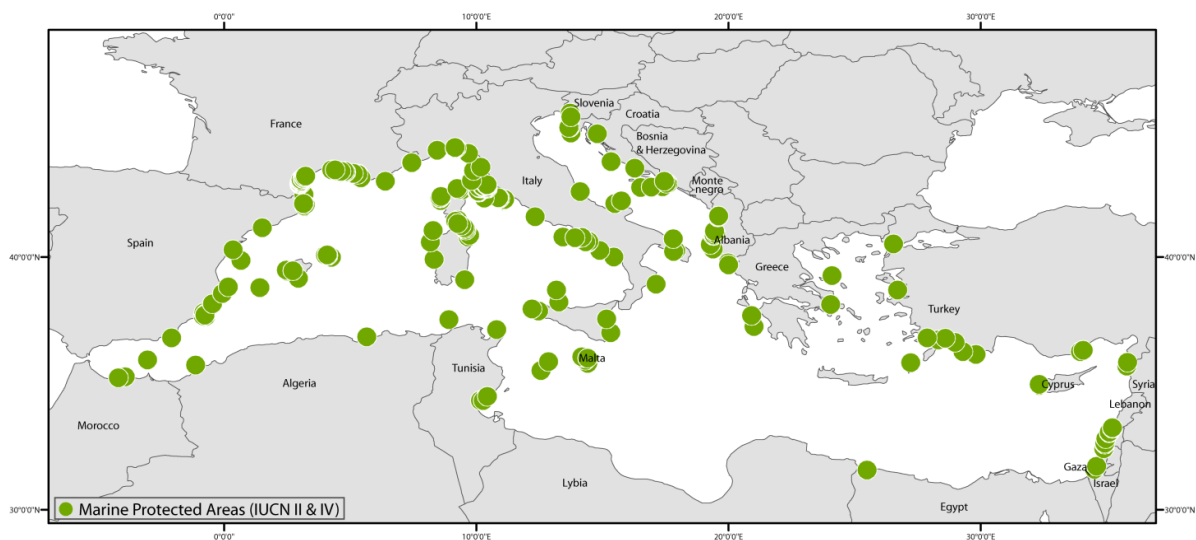 0°0'0"
10°0'0"E
20°0'0"E
30°0'0"E
Slovenia
Croatia
France
Bosnia
& Herzegovina
Italy
Monte
negro
Spain
Albania
40°0'0"N
40°0'0"N
Greece
Turkey
Malta
Tunisia
Algeria
Cyprus
Syria
Lebanon
Morocco
Gaza
Israel
Lybia
Egypt
Marine Protected Areas (IUCN II & IV)
30°0'0"N
30°0'0"N
0°0'0"
10°0'0"E
20°0'0"E
30°0'0"E